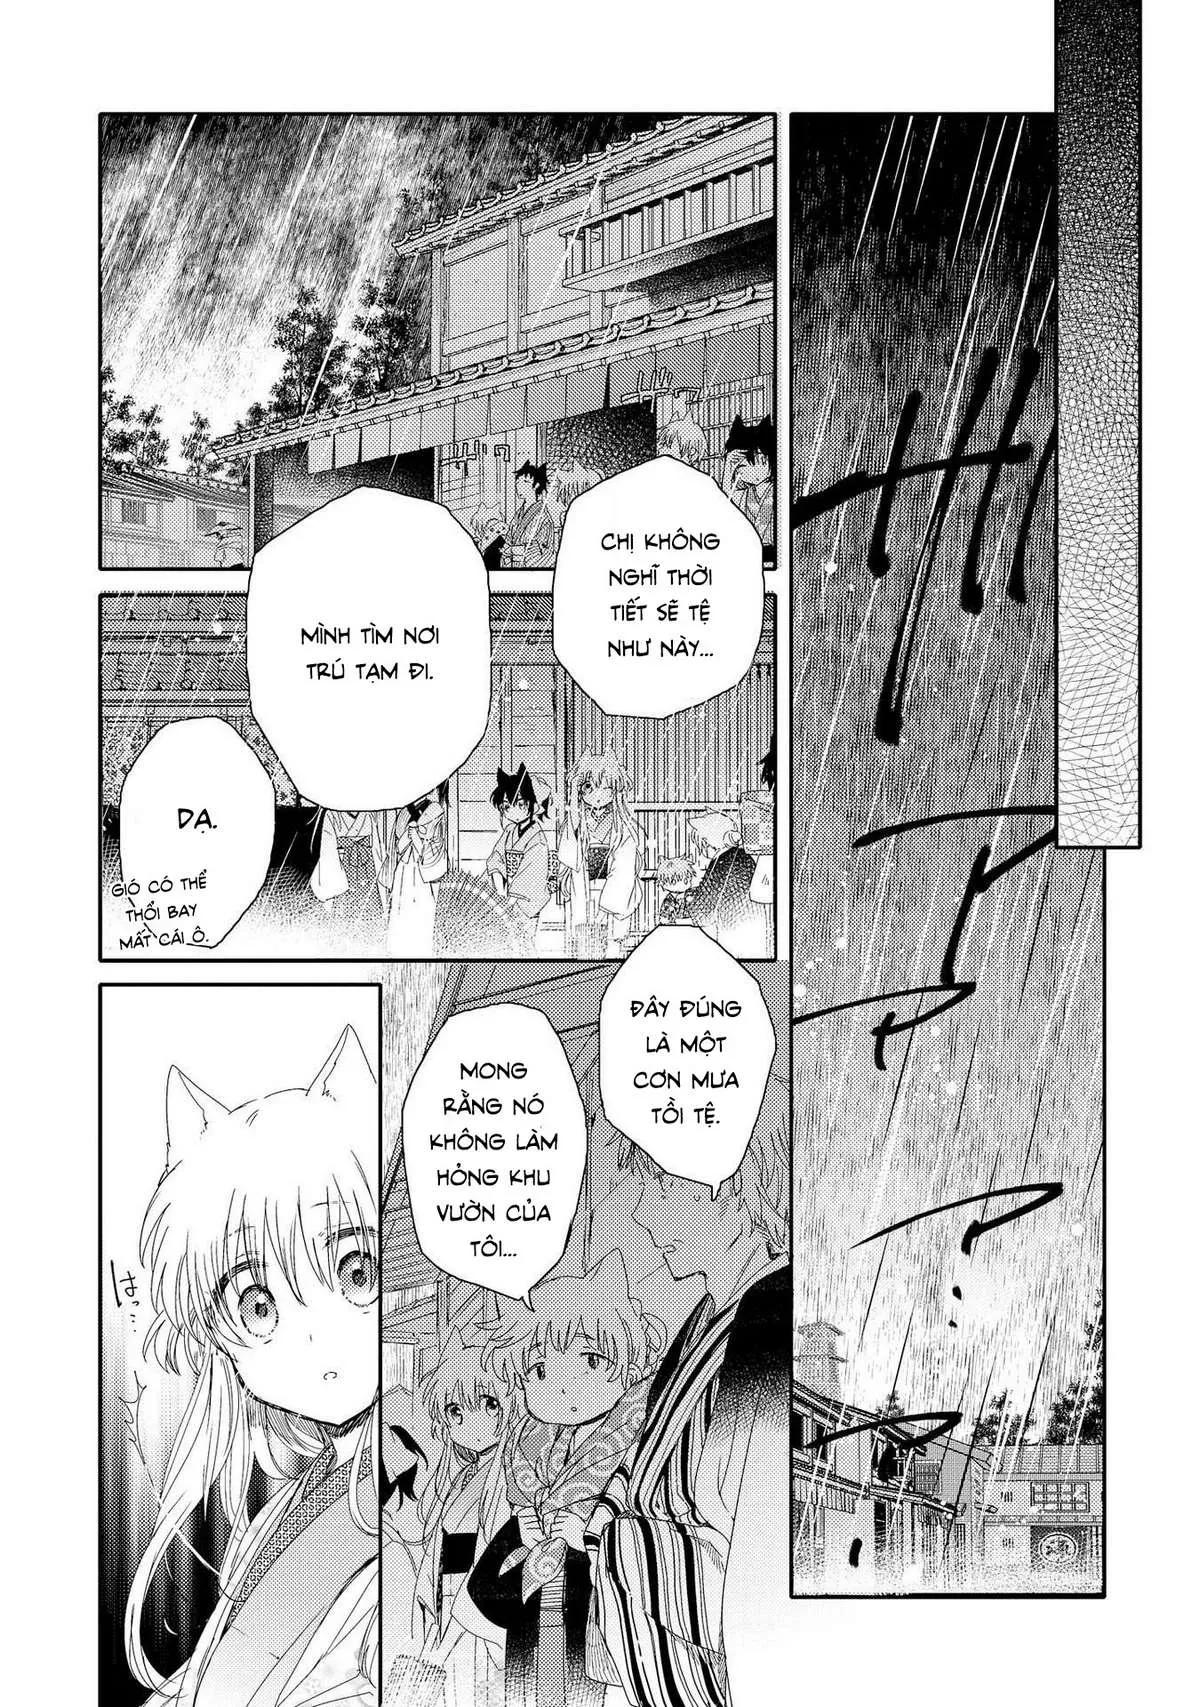 CHỊ KHÔNG
NGHĨ THỜI
TIẾT SẼ TỆ
NHƯ NÀY...
MÌNH TÌM NƠI
TRÚ TẠM ĐI.
DẠ.
GIÓ CÓ THỂ
THỔI BAY
MẤT CÁI Ô.
ĐÂY ĐÚNG
LÀ MỘT
CƠN MƯA
TỒI TỆ.
MONG
RẰNG NÓ
KHÔNG LÀM
HỎNG KHU
VƯỜN CỦA
TÔI...
はっ…